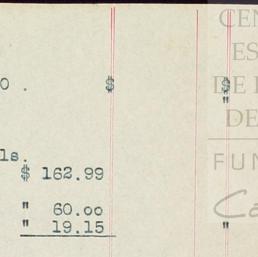 CEN
ES
0 . $ $
DE I
"
DE
ls.
$ 162.99
FUN
" 60.00
Ca
" 19.15 "